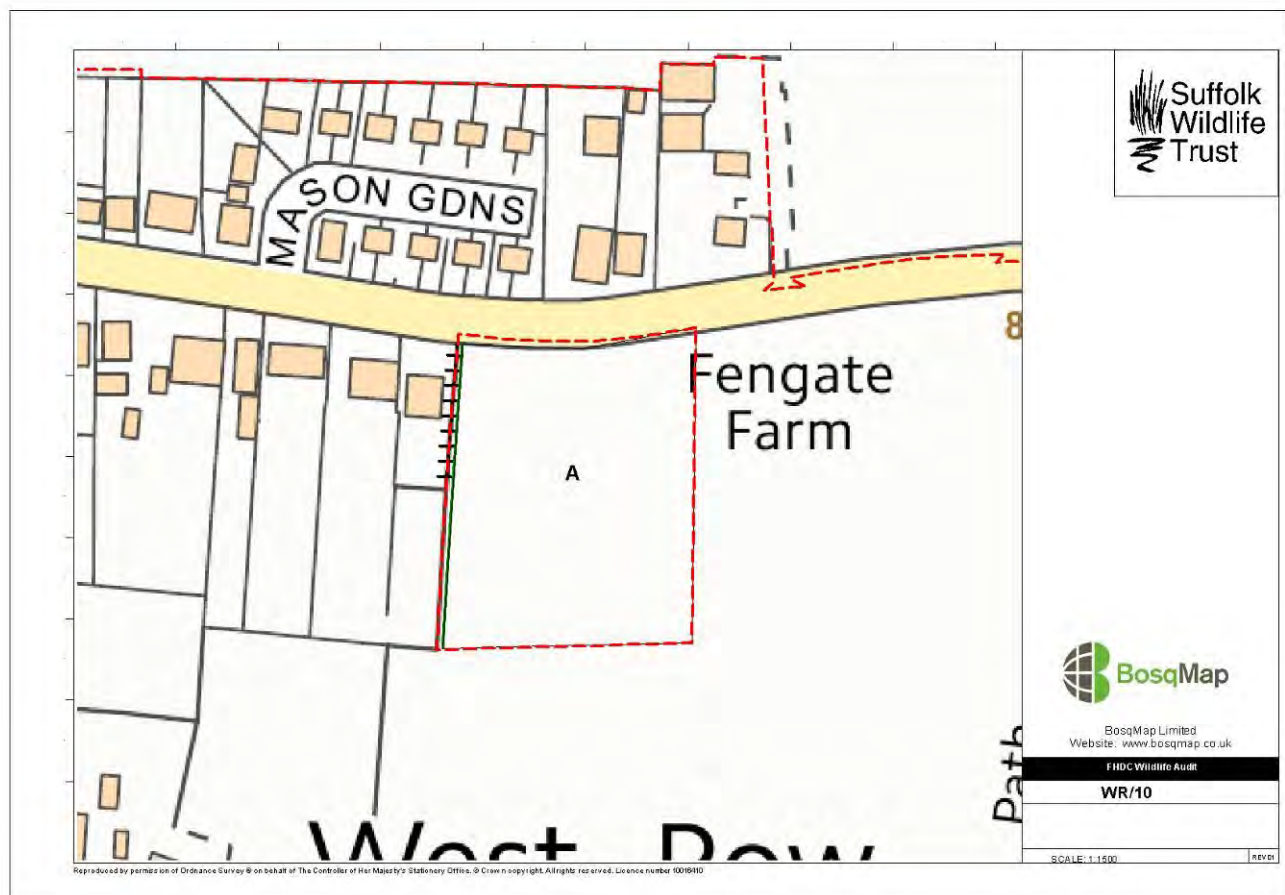 Suffolk
Wildlife
Trust
MASON GDNS
8
Fengate
Farm
A
BosqMap
BosqMap Limited
Website: www.bosqmap.co.uk
FHDC Wildlife Audit
WR/10
Path
West Row
SCALE: 1:1500
REV 01
Reproduced by permission of Ordnance Survey ® on behalf of The Controller of Her Majesty's Stationery Office. © Crown copyright. All rights reserved. Licence number 10016410